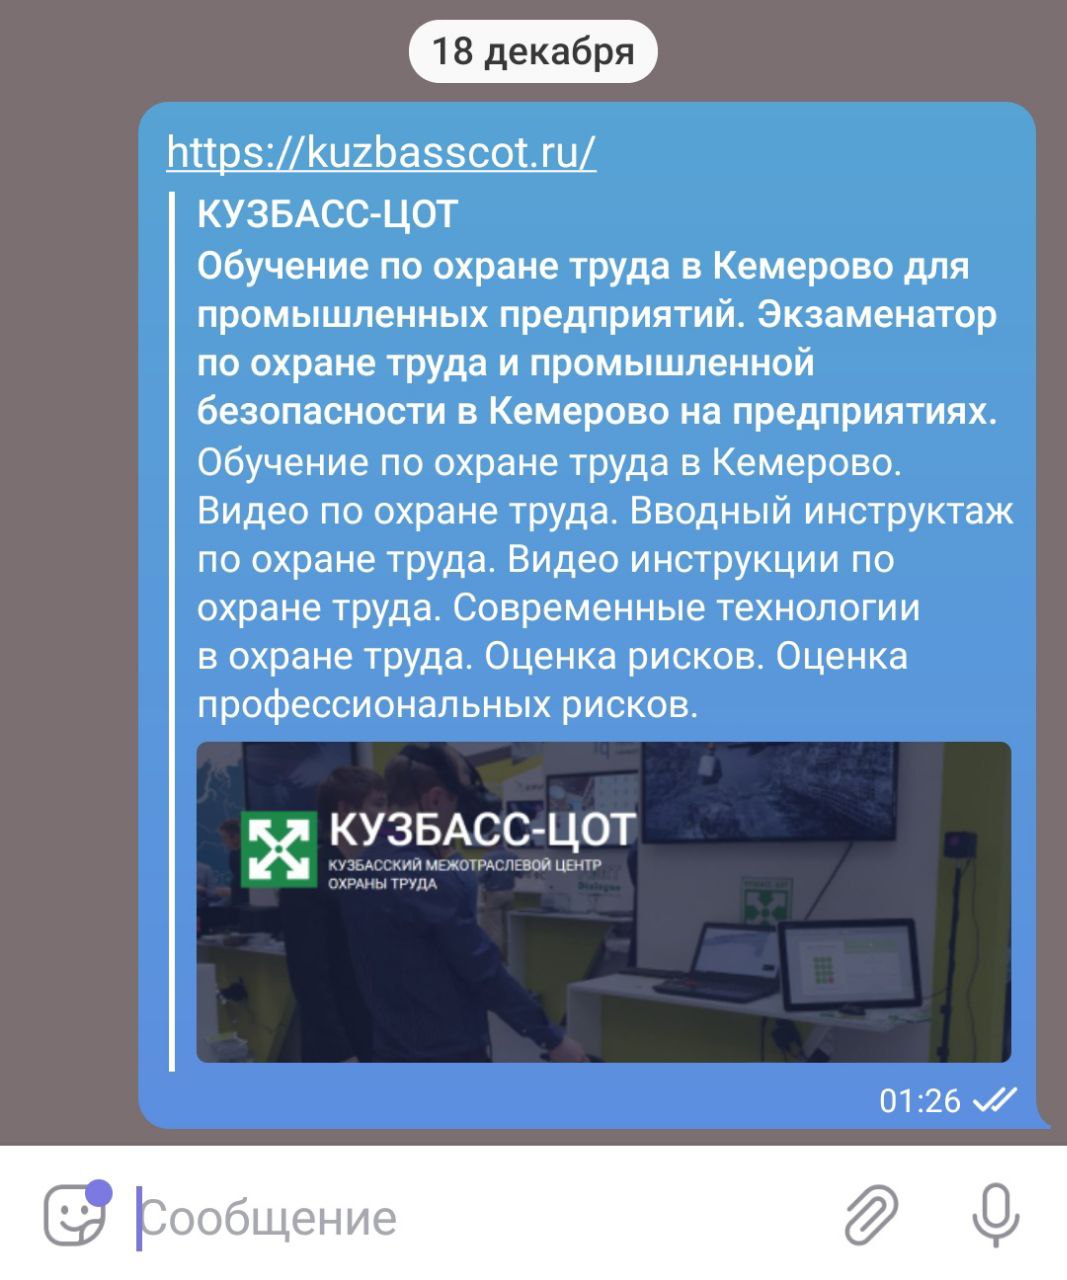 18 декабря
https://kuzbasscot.ru/
КУЗБАСС-ЦОТ
Обучение по охране труда в Кемерово для
промышленных предприятий. Экзаменатор
по охране труда и промышленной
безопасности в Кемерово на предприятиях.
Обучение по охране труда в Кемерово.
Видео по охране труда. Вводный инструктаж
по охране труда. Видео инструкции по
охране труда. Современные технологии
в охране труда. Оценка рисков. Оценка
профессиональных рисков.
КУЗБАСС-ЦОТ
КУЗБАССКИЙ МЕЖОТРАСЛЕВОЙ ЦЕНТР
ОХРАНЫ ТРУДА
01:26
Сообщение